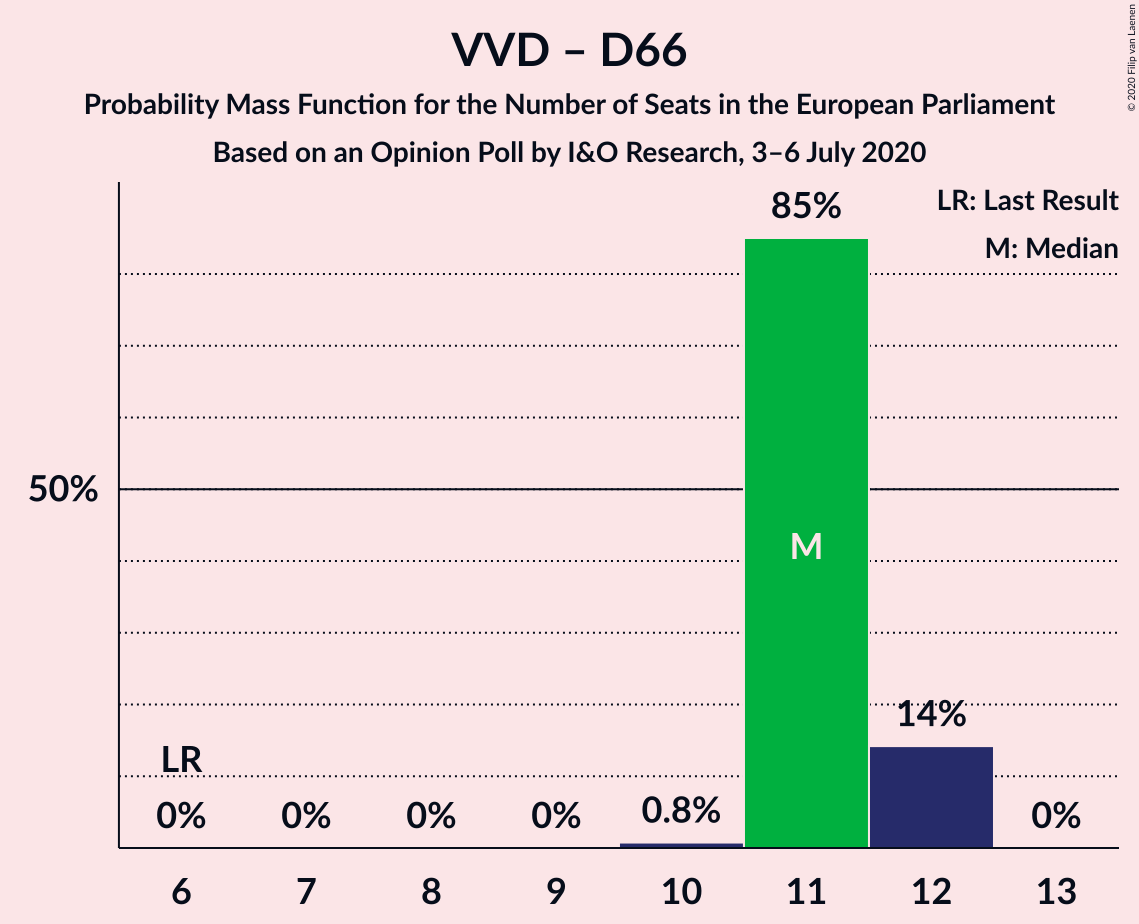 VVD – D66
Probability Mass Function for the Number of Seats in the European Parliament
Based on an Opinion Poll by I&O Research, 3–6 July 2020
© 2020 Filip van Laenen
LR: Last Result
M: Median
85%
50%
M
14%
LR
0% 0% 0% 0% 0.8% 0%
6 7 8 9 10 11 12 13